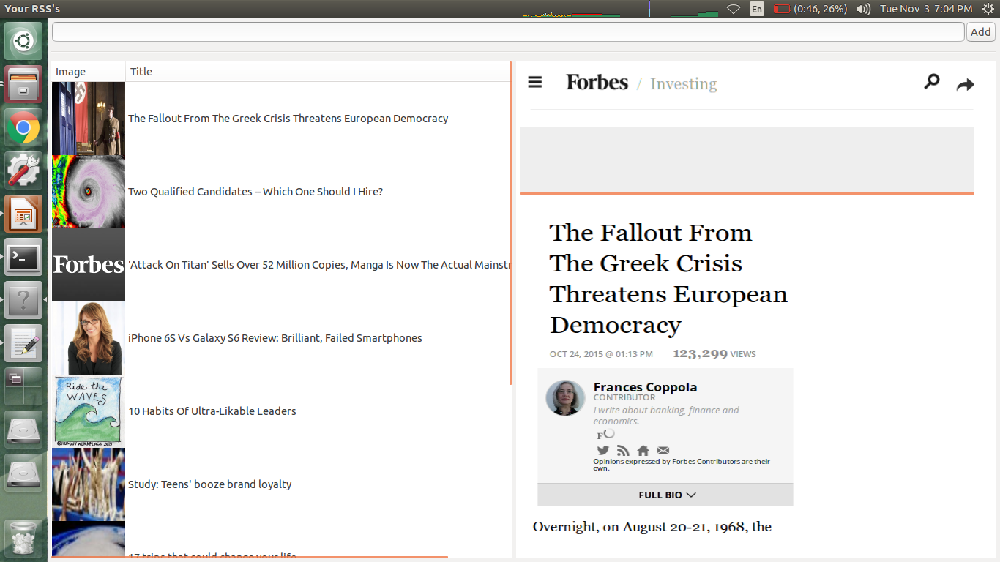 Your RSS's
En
(0:46, 26%)
Tue Nov 3 7:04 PM
Add
Image
Title
The Fallout From The Greek Crisis Threatens European Democracy
Two Qualified Candidates -- Which One Should I Hire?
Forbes
'Attack On Titan' Sells Over 52 Million Copies, Manga Is Now The Actual Mainstr
iPhone 6S Vs Galaxy S6 Review: Brilliant, Failed Smartphones
Ride the
WAVES
©HUMAN WORKPLACE 2013
10 Habits Of Ultra-Likable Leaders
Study: Teens' booze brand loyalty
17 trips that could change your life
Forbes / Investing
The Fallout From
The Greek Crisis
Threatens European
Democracy
OCT 24, 2015 @ 01:13 PM
123,299 VIEWS
Frances Coppola
CONTRIBUTOR
I write about banking, finance and
economics.
F
Opinions expressed by Forbes Contributors are their
own.
FULL BIO
Overnight, on August 20-21, 1968, the